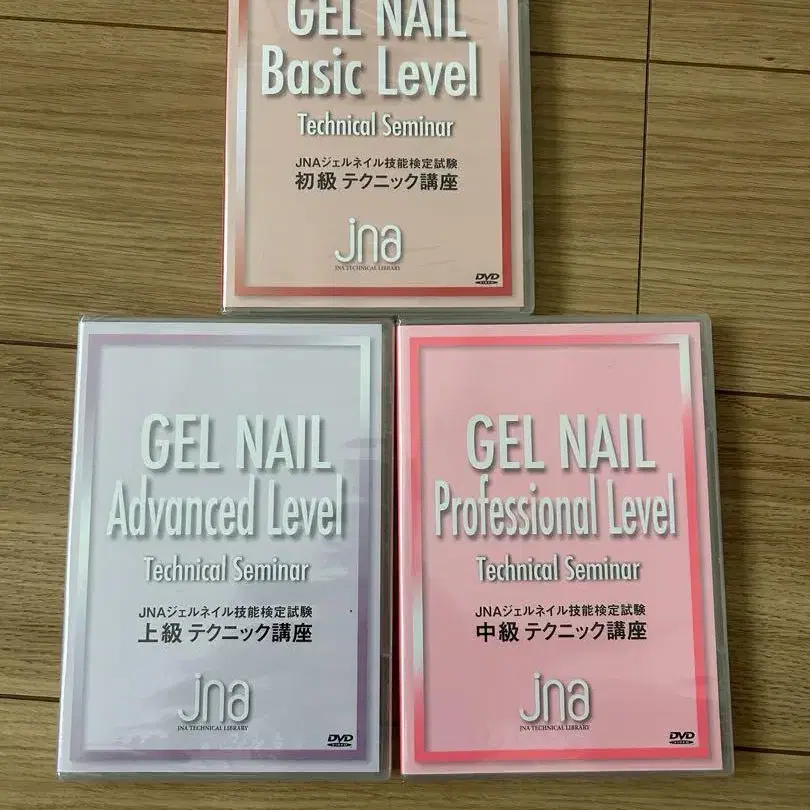 GEL NAIL
Basic Level
Technical Seminar
JNAジェルネイル技能検定試験
初級 テクニック講座
jna
JNA TECHNICAL LIBRARY
DVD
VIDEO
GEL NAIL
Advanced Level
Technical Seminar
JNAジェルネイル技能検定試験
上級 テクニック講座
jna
JNA TECHNICAL LIBRARY
DVD
VIDEO
GEL NAIL
Professional Level
Technical Seminar
JNAジェルネイル技能検定試験
中級 テクニック講座
jna
JNA TECHNICAL LIBRARY
DVD
VIDEO